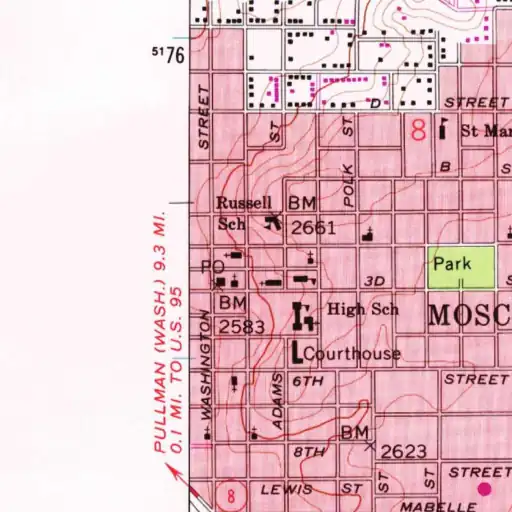 5176
D
STREET
STREET
ST
ST
8
St Mar
B
S
POLK
Russell
Sch
BM
2661
PO
3D
Park
S
BM
2583
High Sch
MOSC
Courthouse
WASHINGTON
ADAMS
6TH
STREET
PULLMAN (WASH.) 9.3 MI.
0.1 MI. TO U.S. 95
BM
2623
8TH
8
LEWIS ST
ST
ST
STREET
MABELLE